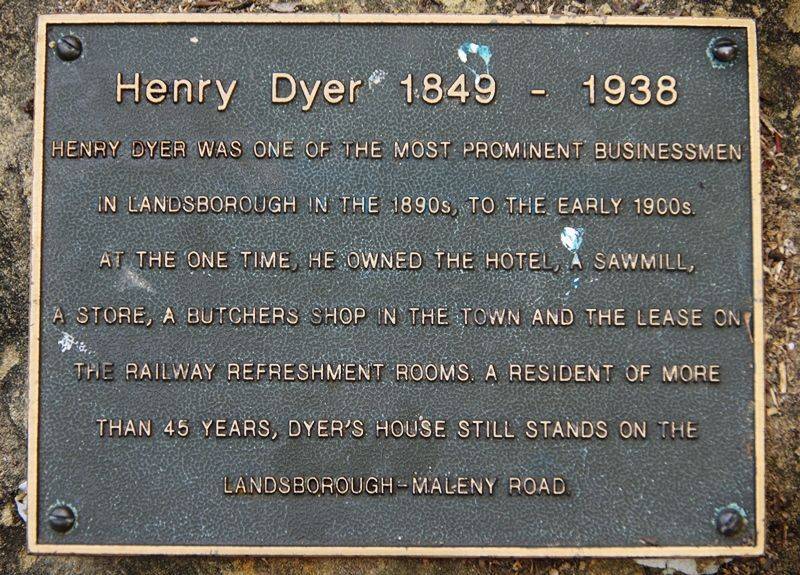 Henry Dyer 1849 - 1938
HENRY DYER WAS ONE OF THE MOST PROMINENT BUSINESSMEN
IN LANDSBOROUGH IN THE 1890s, TO THE EARLY 1900s.
AT THE ONE TIME, HE OWNED THE HOTEL, A SAWMILL,
A STORE, A BUTCHERS SHOP IN THE TOWN AND THE LEASE ON
THE RAILWAY REFRESHMENT ROOMS. A RESIDENT OF MORE
THAN 45 YEARS, DYER'S HOUSE STILL STANDS ON THE
LANDSBOROUGH-MALENY ROAD.